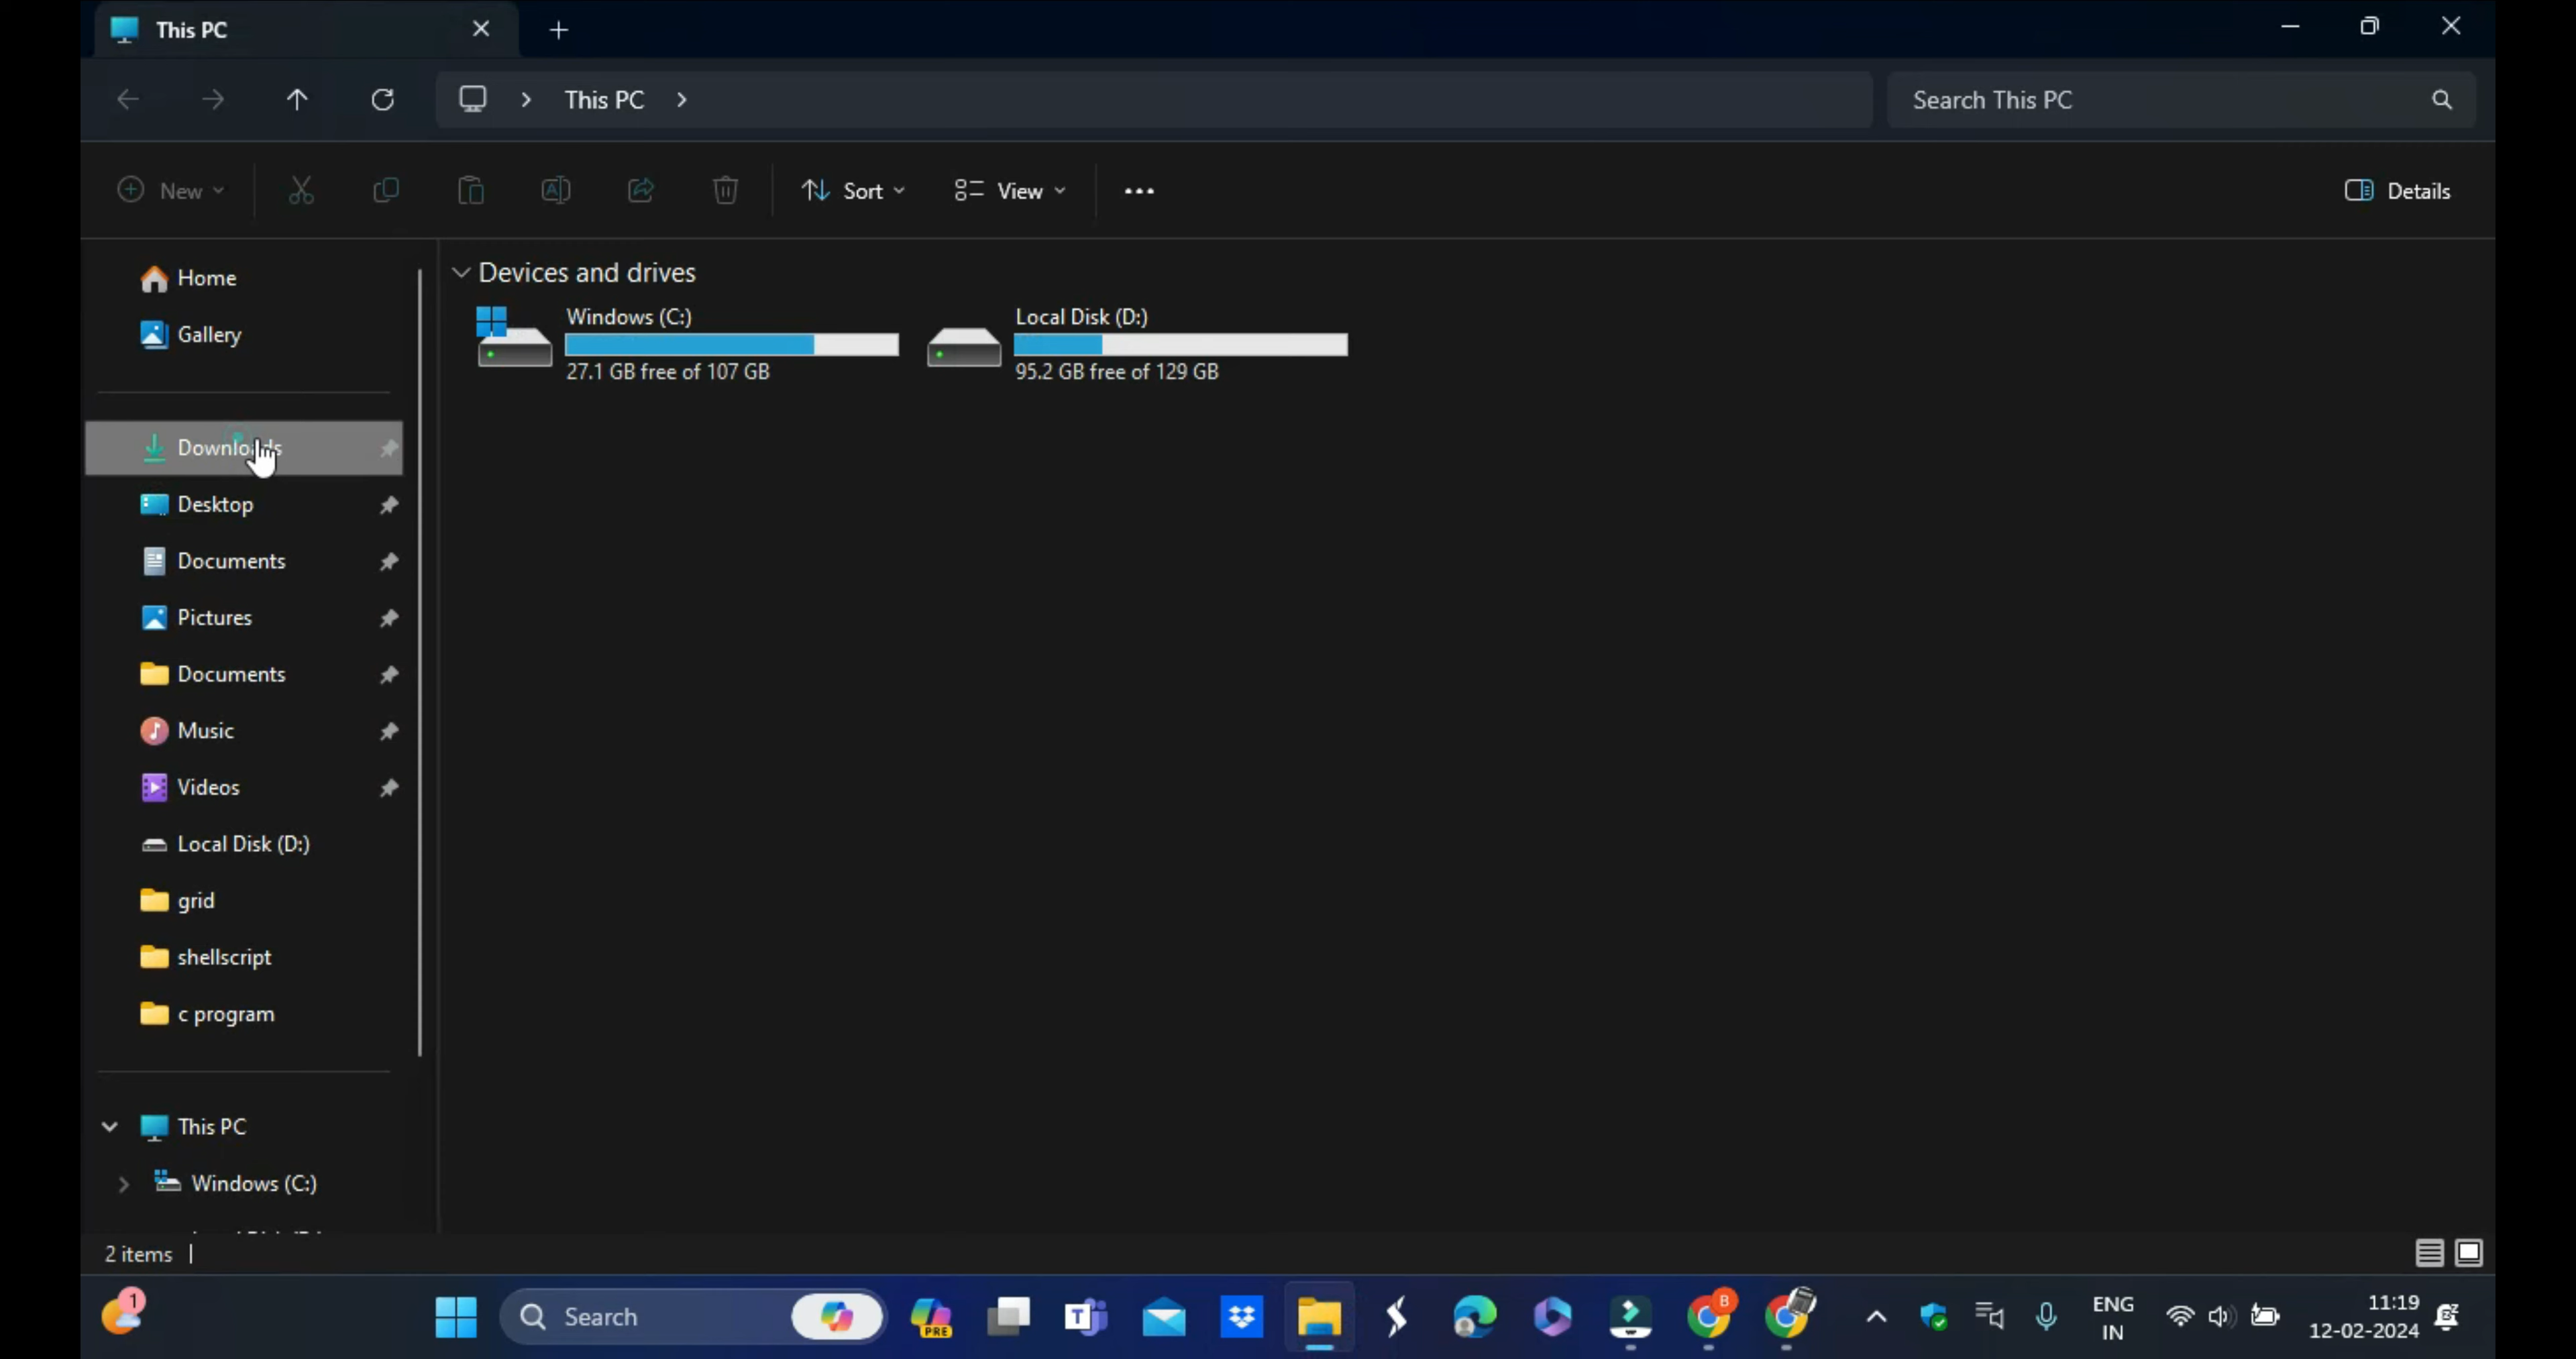 This PC
This PC
Search This PC
New
Sort
View
Details
Home
Gallery
Downloads
Desktop
Documents
Pictures
Documents
Music
Videos
Local Disk (D:)
grid
shellscript
c program
This PC
Windows (C:)
Devices and drives
Windows (C:)
27.1 GB free of 107 GB
Local Disk (D:)
95.2 GB free of 129 GB
2 items
1
Search
PRE
T
B
ENG
IN
11:19
12-02-2024